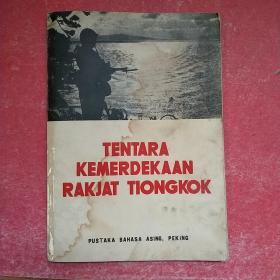 TENTARA
KEMERDEKAAN
RAKJAT TIONGKOK
PUSTAKA BAHASA ASING, PEKING